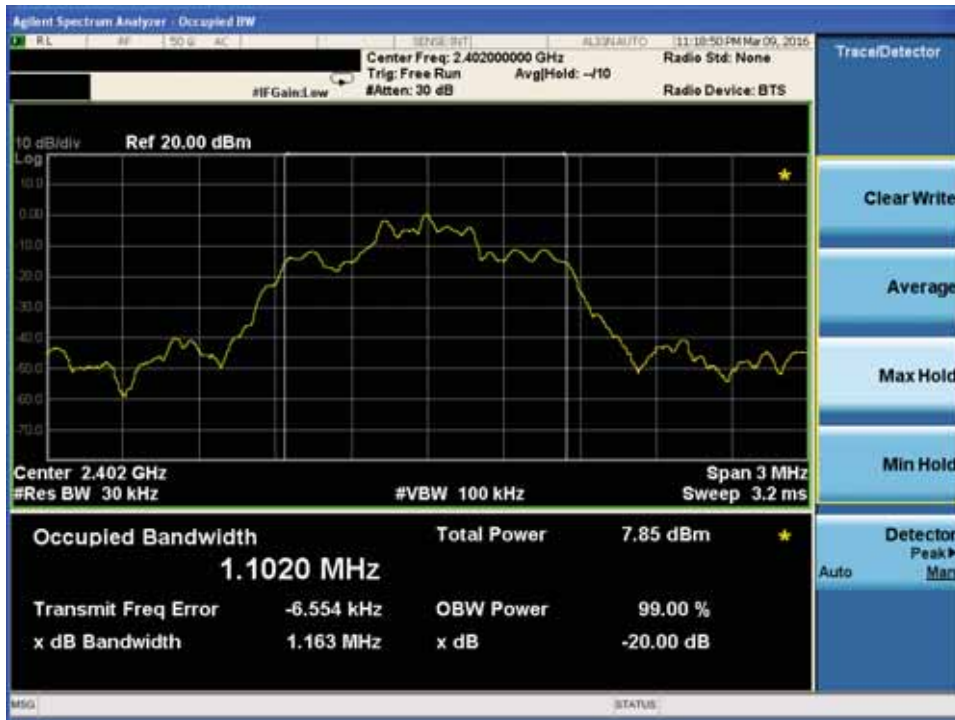 Agilent Spectrum Analyzer - Occupied BW
RL RF 50 Ω AC SENSE:INT ALIGNAUTO 11:18:50 PM Mar 09, 2016
Center Freq: 2.402000000 GHz Radio Std: None
Trig: Free Run Avg|Hold: --/10
#IFGain:Low #Atten: 30 dB Radio Device: BTS
Trace/Detector
10 dB/div Ref 20.00 dBm
Log
10.0
0.00
-10.0
-20.0
-30.0
-40.0
-50.0
-60.0
-70.0
Center 2.402 GHz Span 3 MHz
#Res BW 30 kHz #VBW 100 kHz Sweep 3.2 ms
Occupied Bandwidth Total Power 7.85 dBm
1.1020 MHz
Transmit Freq Error -6.554 kHz OBW Power 99.00 %
x dB Bandwidth 1.163 MHz x dB -20.00 dB
Clear Write
Average
Max Hold
Min Hold
Detector
Peak
Auto Man
MSG STATUS